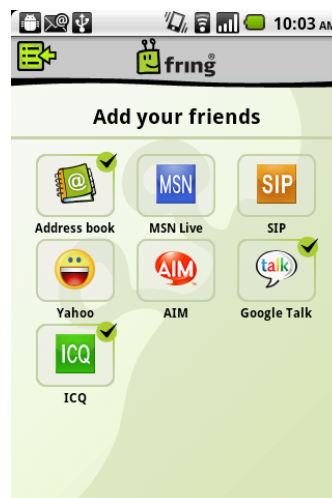 10:03 AM
fring
Add your friends
@
MSN
SIP
Address book
MSN Live
SIP
AIM
talk
Yahoo
AIM
Google Talk
ICQ
ICQ